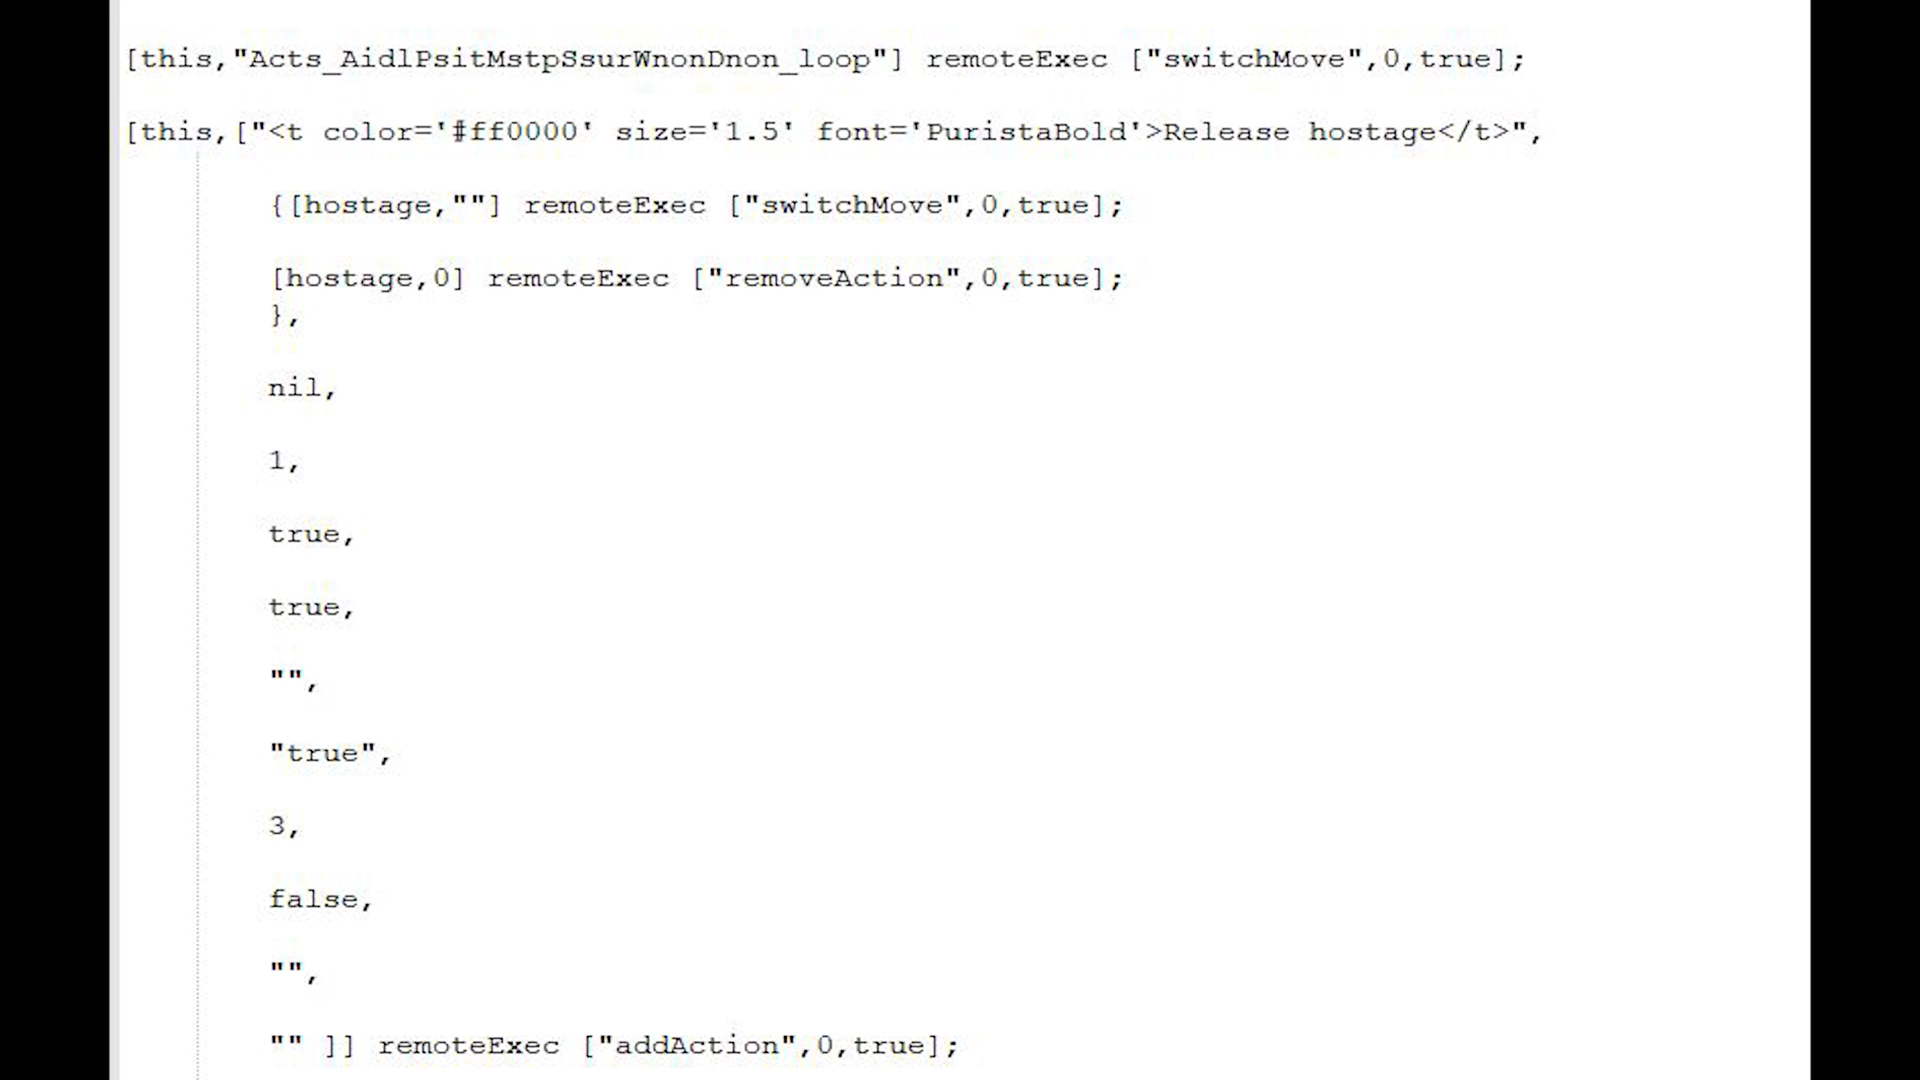 [this,"Acts_AidlPsitMstpSsurWnonDnon_loop"] remoteExec ["switchMove",0,true];
[this,["<t color='#ff0000' size='1.5' font='PuristaBold'>Release hostage</t>",
{[hostage,""] remoteExec ["switchMove",0,true];
[hostage,0] remoteExec ["removeAction",0,true];
},
nil,
1,
true,
true,
"",
"true",
3,
false,
"",
"" ]] remoteExec ["addAction",0,true];